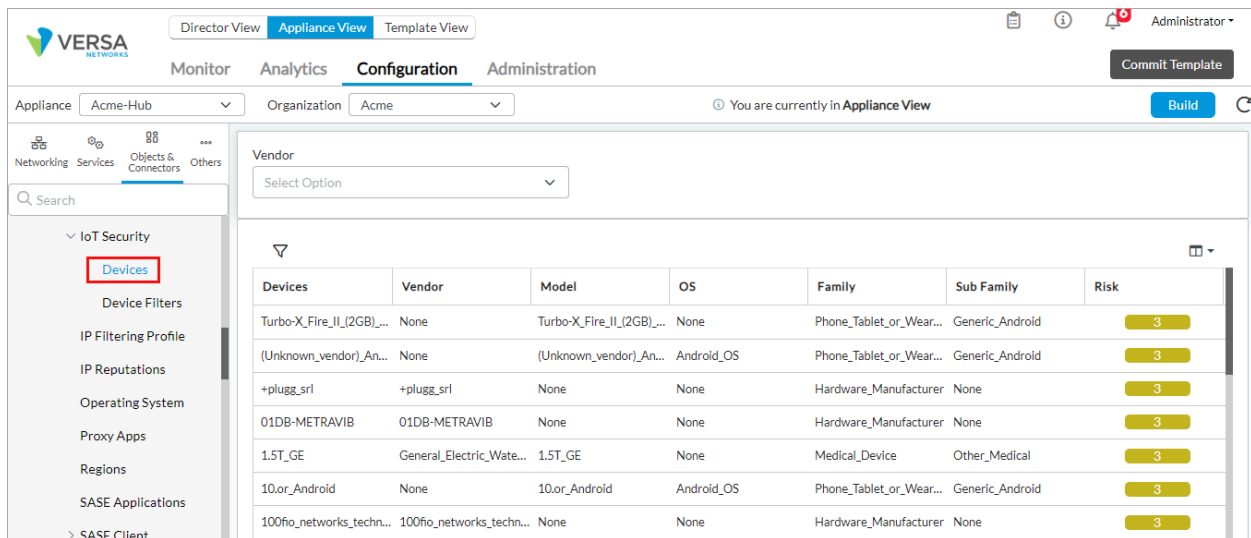 Director View Appliance View Template View 6 Administrator
VERSA
NETWORKS
Monitor Analytics Configuration Administration Commit Template
Appliance Acme-Hub Organization Acme You are currently in Appliance View Build
Networking Services Objects & Connectors Others
Search
Vendor
Select Option
IoT Security
Devices
Device Filters
IP Filtering Profile
IP Reputations
Operating System
Proxy Apps
Regions
SASE Applications
SASE Client
Devices Vendor Model OS Family Sub Family Risk
Turbo-X_Fire_II_(2GB)_... None Turbo-X_Fire_II_(2GB)_... None Phone_Tablet_or_Wear... Generic_Android 3
(Unknown_vendor)_An... None (Unknown_vendor)_An... Android_OS Phone_Tablet_or_Wear... Generic_Android 3
+plugg_srl +plugg_srl None None Hardware_Manufacturer None 3
01DB-METRAVIB 01DB-METRAVIB None None Hardware_Manufacturer None 3
1.5T_GE General_Electric_Wate... 1.5T_GE None Medical_Device Other_Medical 3
10.or_Android None 10.or_Android Android_OS Phone_Tablet_or_Wear... Generic_Android 3
100fio_networks_techn... 100fio_networks_techn... None None Hardware_Manufacturer None 3